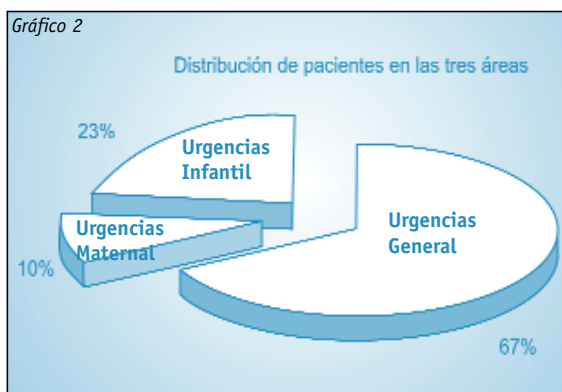 Gráfico 2
Distribución de pacientes en las tres áreas
23%
Urgencias
Infantil
Urgencias
General
Urgencias
Maternal
10%
67%